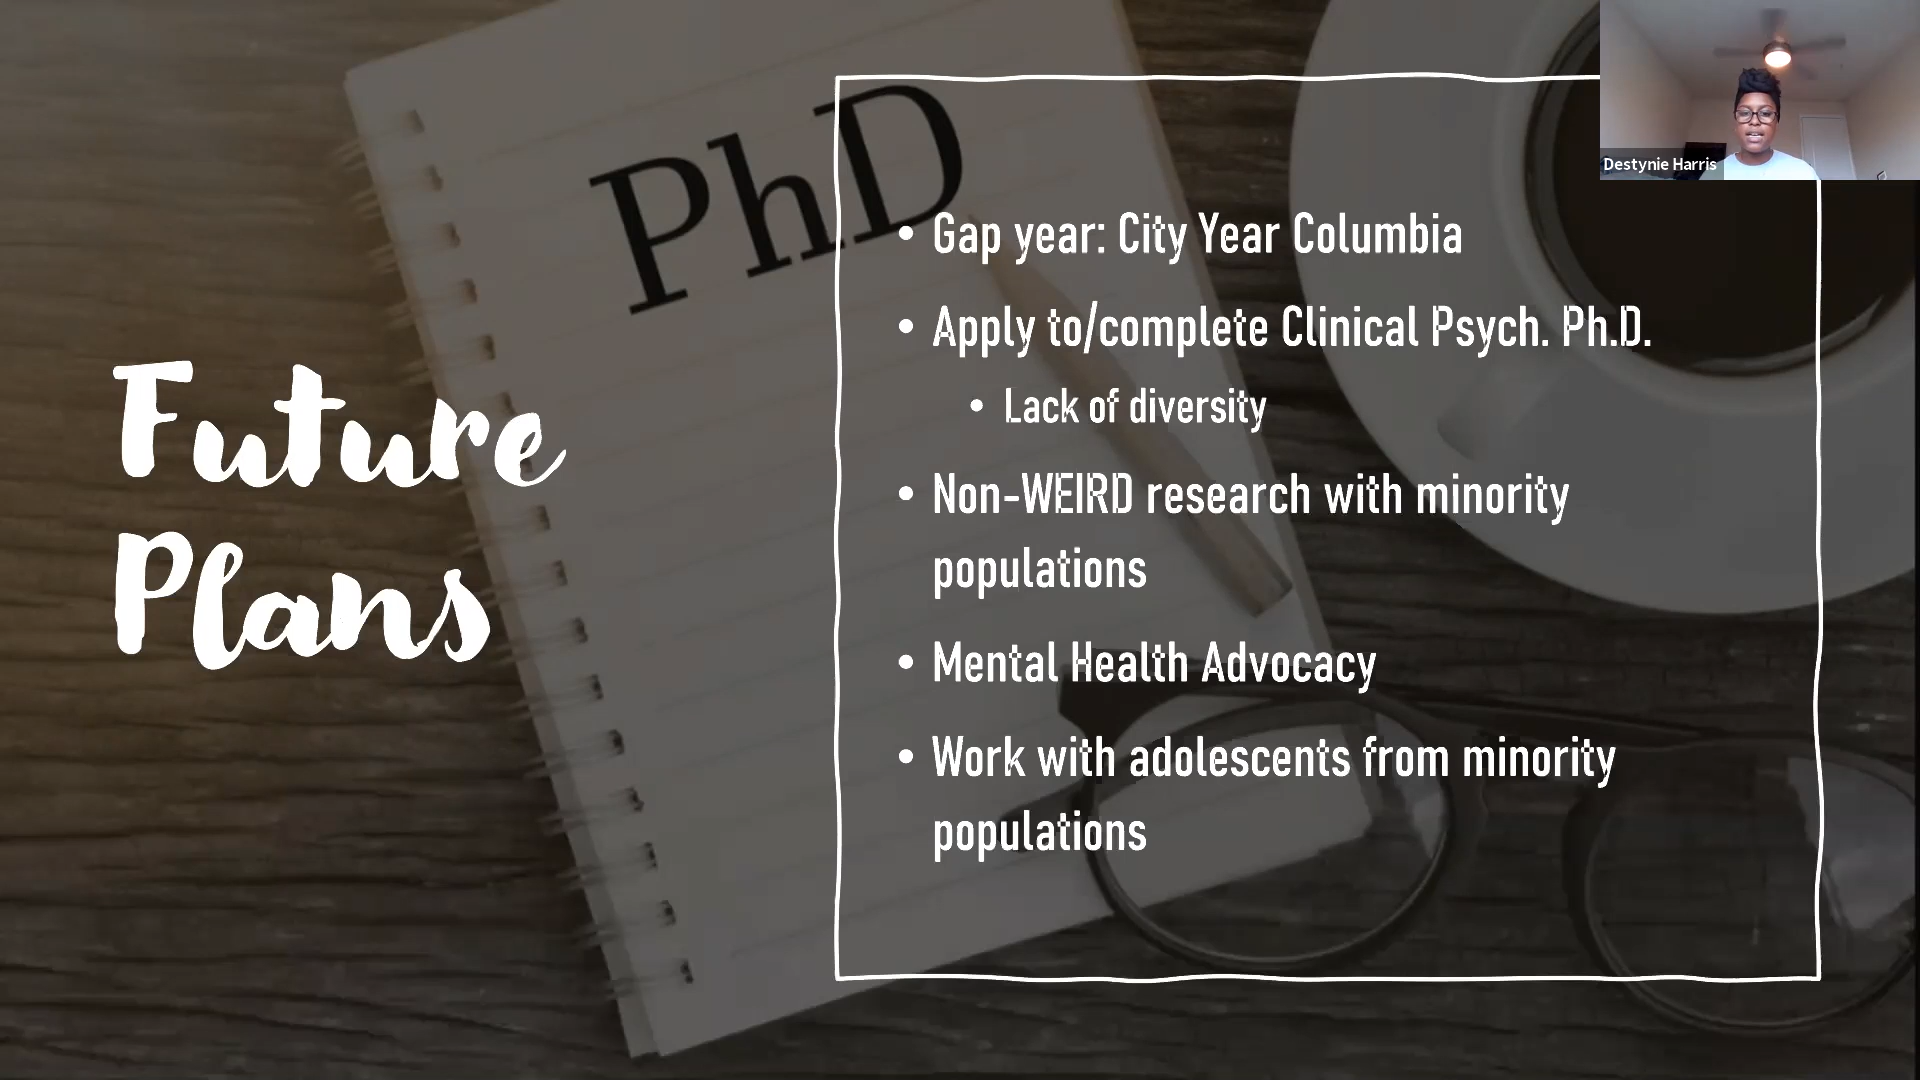 PhD
Destynie Harris
Future
Plans
• Gap year: City Year Columbia
• Apply to/complete Clinical Psych. Ph.D.
• Lack of diversity
• Non-WEIRD research with minority
populations
• Mental Health Advocacy
• Work with adolescents from minority
populations